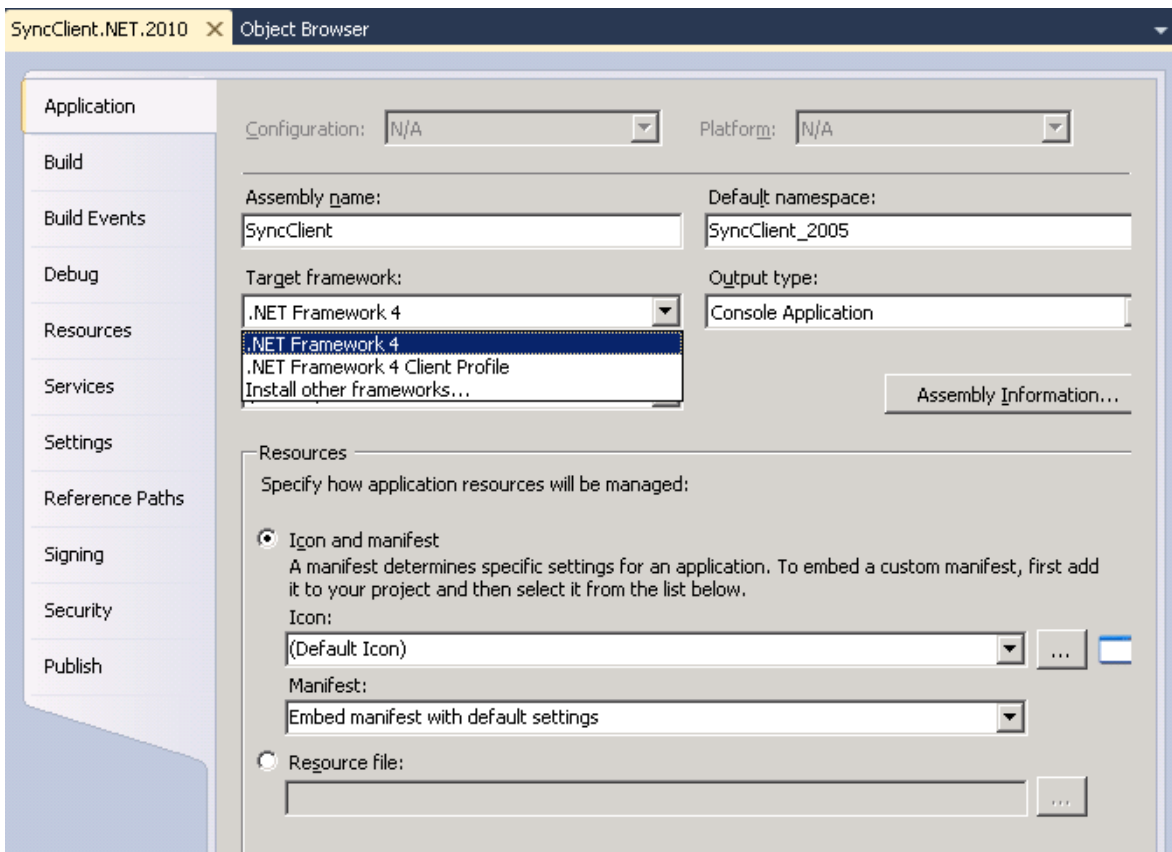 SyncClient.NET.2010 Object Browser
Application
Build
Build Events
Debug
Resources
Services
Settings
Reference Paths
Signing
Security
Publish
Configuration: N/A Platform: N/A
Assembly name: Default namespace:
SyncClient SyncClient_2005
Target framework: Output type:
.NET Framework 4 Console Application
.NET Framework 4
.NET Framework 4 Client Profile
Install other frameworks...
Assembly Information...
Resources
Specify how application resources will be managed:
Icon and manifest
A manifest determines specific settings for an application. To embed a custom manifest, first add
it to your project and then select it from the list below.
Icon:
(Default Icon) ...
Manifest:
Embed manifest with default settings
Resource file:
...